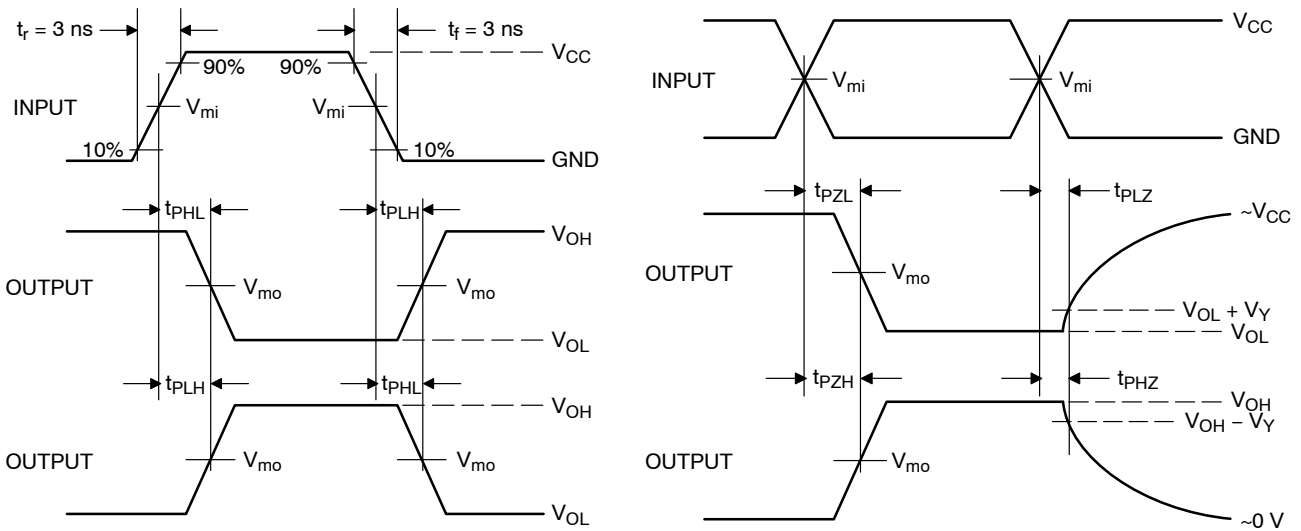 t_r = 3 ns
t_f = 3 ns
V_CC
90%
90%
INPUT
V_mi
V_mi
10%
10%
GND
t_PHL
t_PLH
V_OH
OUTPUT
V_mo
V_mo
V_OL
t_PLH
t_PHL
V_OH
OUTPUT
V_mo
V_mo
V_OL
V_CC
INPUT
V_mi
V_mi
GND
t_PZL
t_PLZ
~V_CC
OUTPUT
V_mo
V_OL + V_Y
V_OL
t_PZH
t_PHZ
V_OH
V_OH − V_Y
OUTPUT
V_mo
~0 V